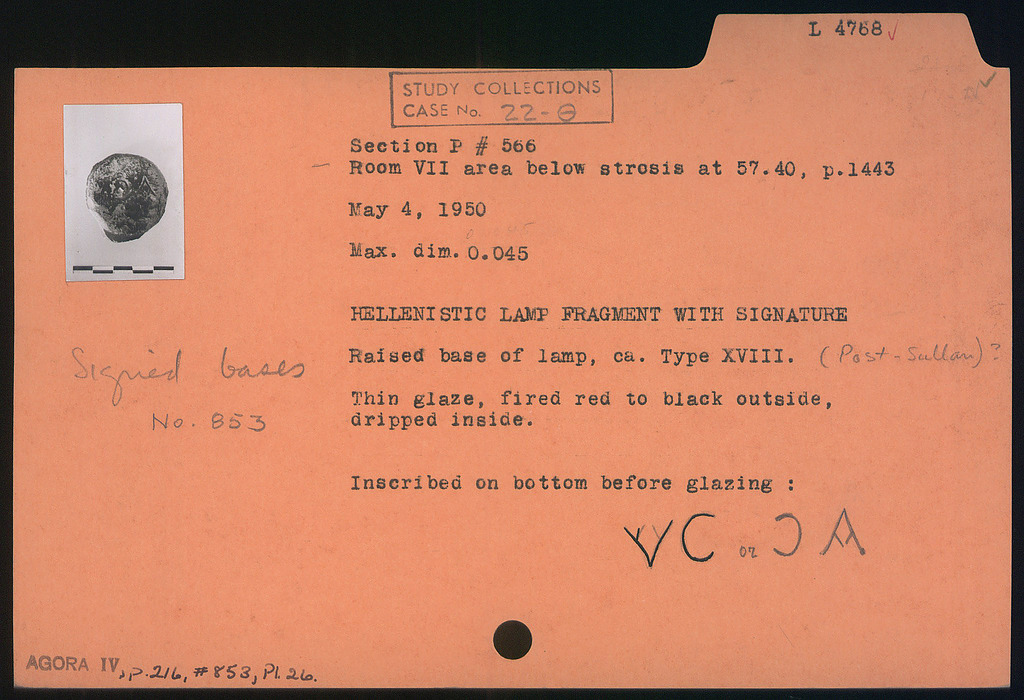 L 4768 ✓
STUDY COLLECTIONS
CASE No. 22-Θ
Section P # 566
Room VII area below strosis at 57.40, p.1443
May 4, 1950
Max. dim. 0.045
HELLENISTIC LAMP FRAGMENT WITH SIGNATURE
Raised base of lamp, ca. Type XVIII. (Post-Sullan)?
Thin glaze, fired red to black outside,
dripped inside.
Signed bases
No. 853
Inscribed on bottom before glazing :
or
AGORA IV, p.216, #853, Pl. 26.